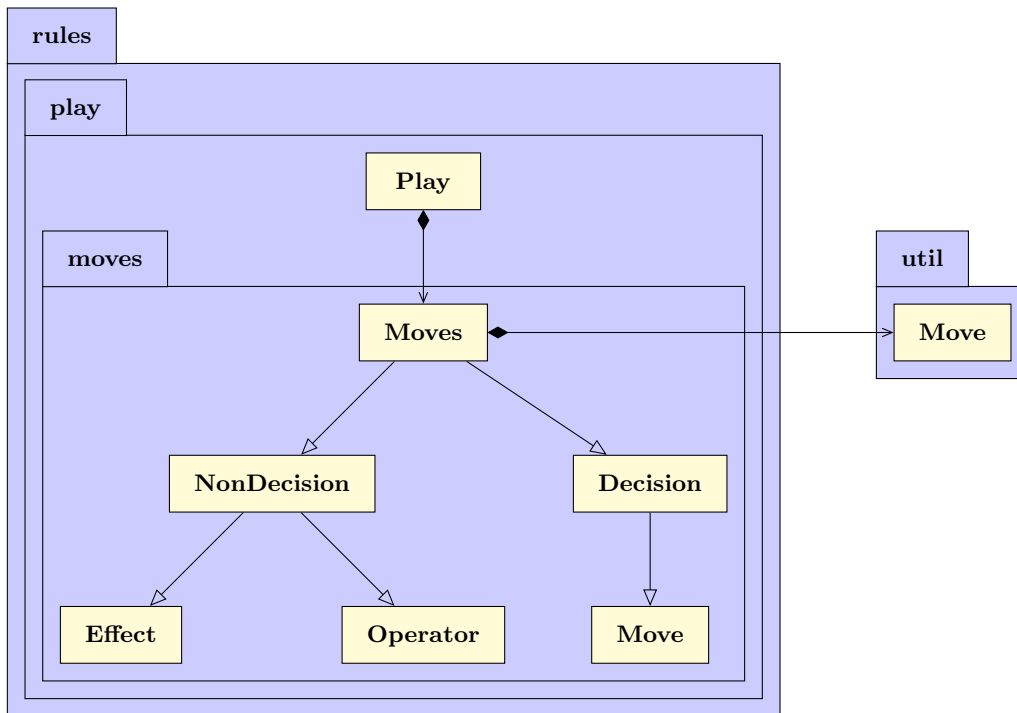 rules
play
Play
moves
util
Moves
Move
NonDecision
Decision
Effect
Operator
Move